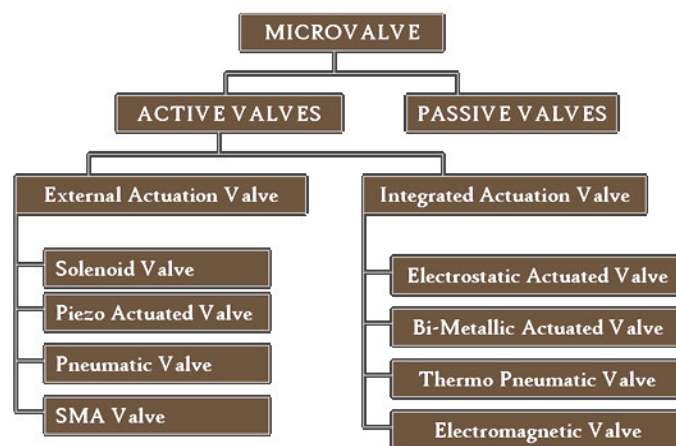 MICROVALVE
ACTIVE VALVES
PASSIVE VALVES
External Actuation Valve
Integrated Actuation Valve
Solenoid Valve
Piezo Actuated Valve
Pneumatic Valve
SMA Valve
Electrostatic Actuated Valve
Bi-Metallic Actuated Valve
Thermo Pneumatic Valve
Electromagnetic Valve